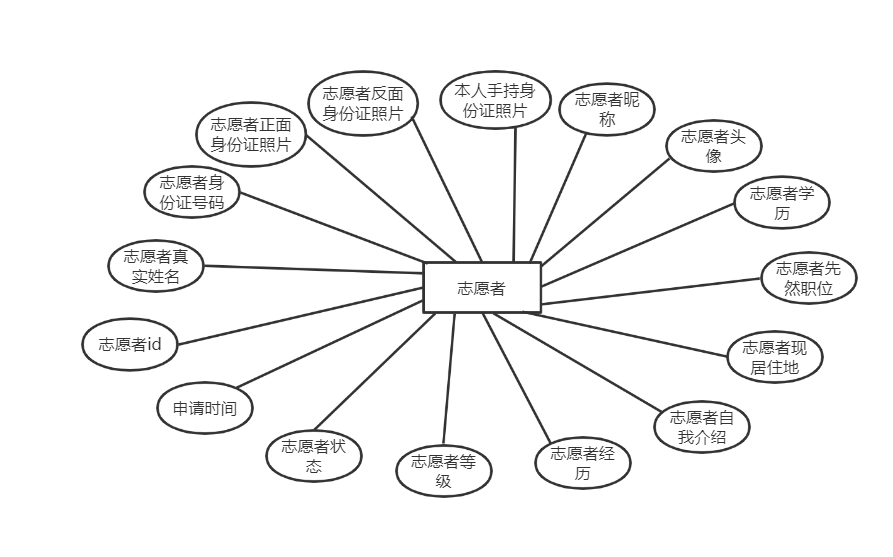 志愿者反面
身份证照片
本人手持身
份证照片
志愿者昵
称
志愿者正面
身份证照片
志愿者头
像
志愿者身
份证号码
志愿者学
历
志愿者真
实姓名
志愿者先
然职位
志愿者
志愿者id
志愿者现
居住地
申请时间
志愿者自
我介绍
志愿者状
态
志愿者等
级
志愿者经
历